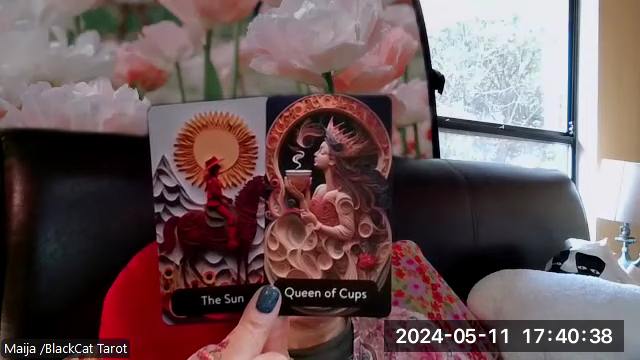 The Sun
Queen of Cups
Maija /BlackCat Tarot
2024-05-11 17:40:38